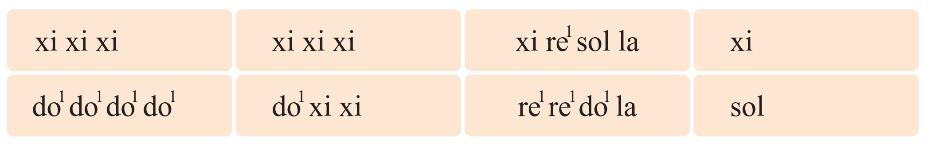 xi xi xi xi xi xi xi re¹ sol la xi
do¹ do¹ do¹ do¹ do¹ xi xi re¹ re¹ do¹ la sol